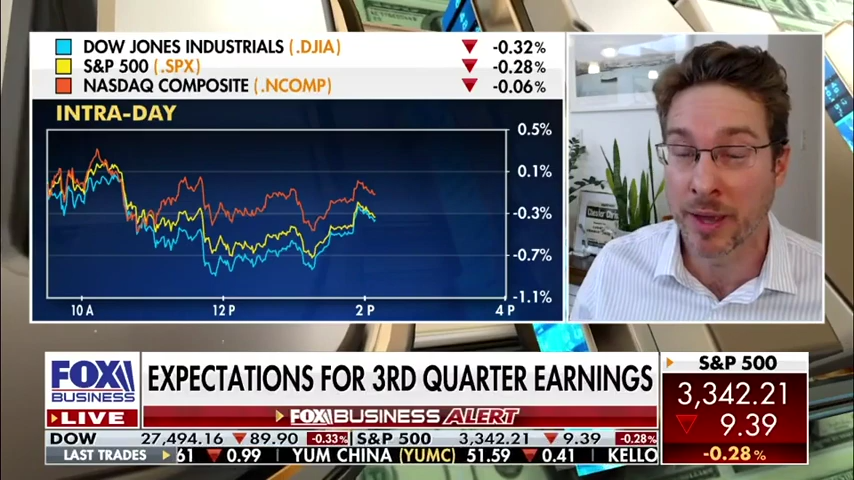 DOW JONES INDUSTRIALS (.DJIA) -0.32%
S&P 500 (.SPX) -0.28%
NASDAQ COMPOSITE (.NCOMP) -0.06%
INTRA-DAY
0.5%
0.1%
-0.3%
-0.7%
-1.1%
10 A 12 P 2 P 4 P
FOX
BUSINESS
LIVE
EXPECTATIONS FOR 3RD QUARTER EARNINGS
FOX BUSINESS ALERT
S&P 500
3,342.21
9.39
-0.28%
DOW 27,494.16 89.90 -0.33% S&P 500 3,342.21 9.39 -0.28%
LAST TRADES 61 0.99 YUM CHINA (YUMC) 51.59 0.41 KELLO